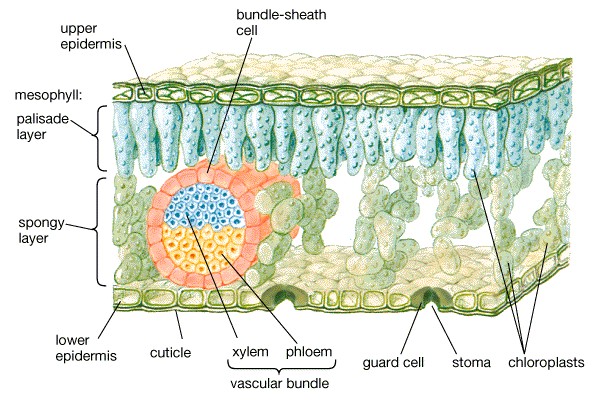 bundle-sheath
cell
upper
epidermis
mesophyll:
palisade
layer
spongy
layer
lower
epidermis
cuticle
xylem
phloem
guard cell
stoma
chloroplasts
vascular bundle